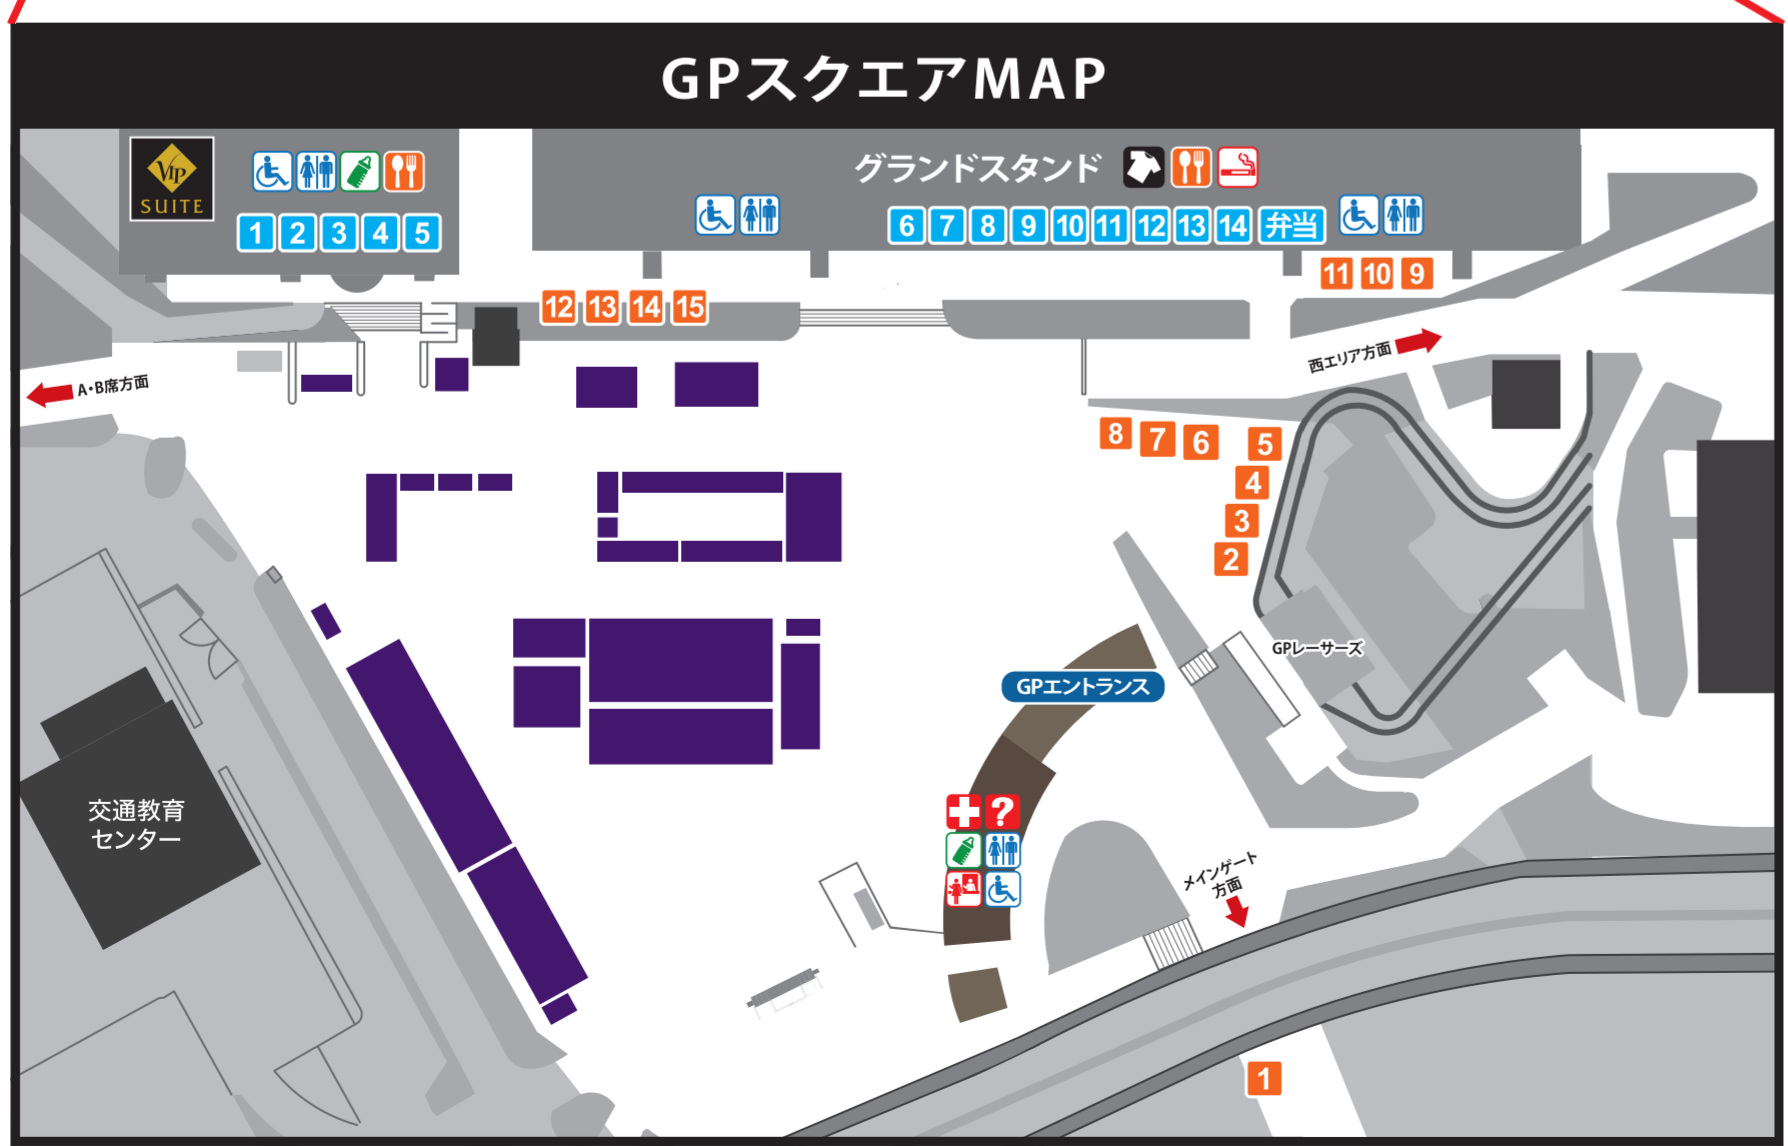 GPスクエアMAP
VIP
SUITE
1 2 3 4 5
グランドスタンド
6 7 8 9 10 11 12 13 14 弁当
11 10 9
12 13 14 15
西エリア方面
A・B席方面
8 7 6 5
4
3
2
GPレーサーズ
GPエントランス
交通教育
センター
?
メインゲート
方面
1